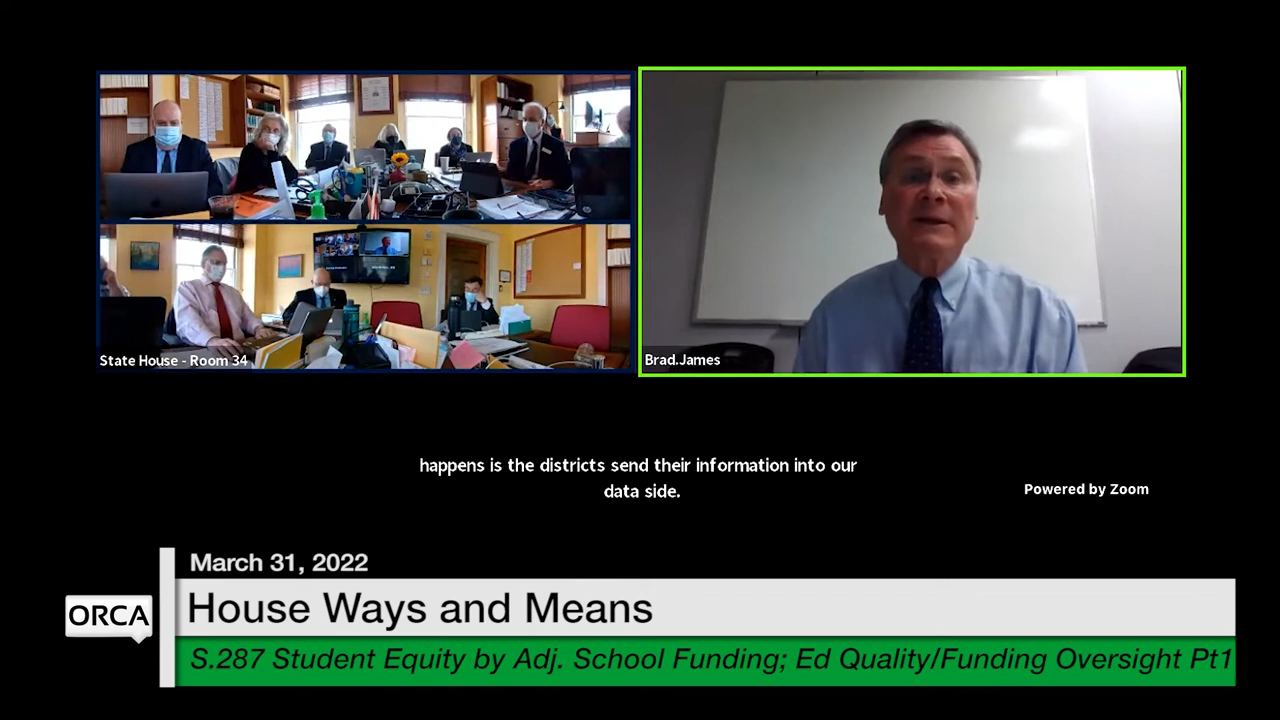 State House - Room 34
Brad.James
happens is the districts send their information into our
data side.
Powered by Zoom
March 31, 2022
ORCA
House Ways and Means
S.287 Student Equity by Adj. School Funding; Ed Quality/Funding Oversight Pt1